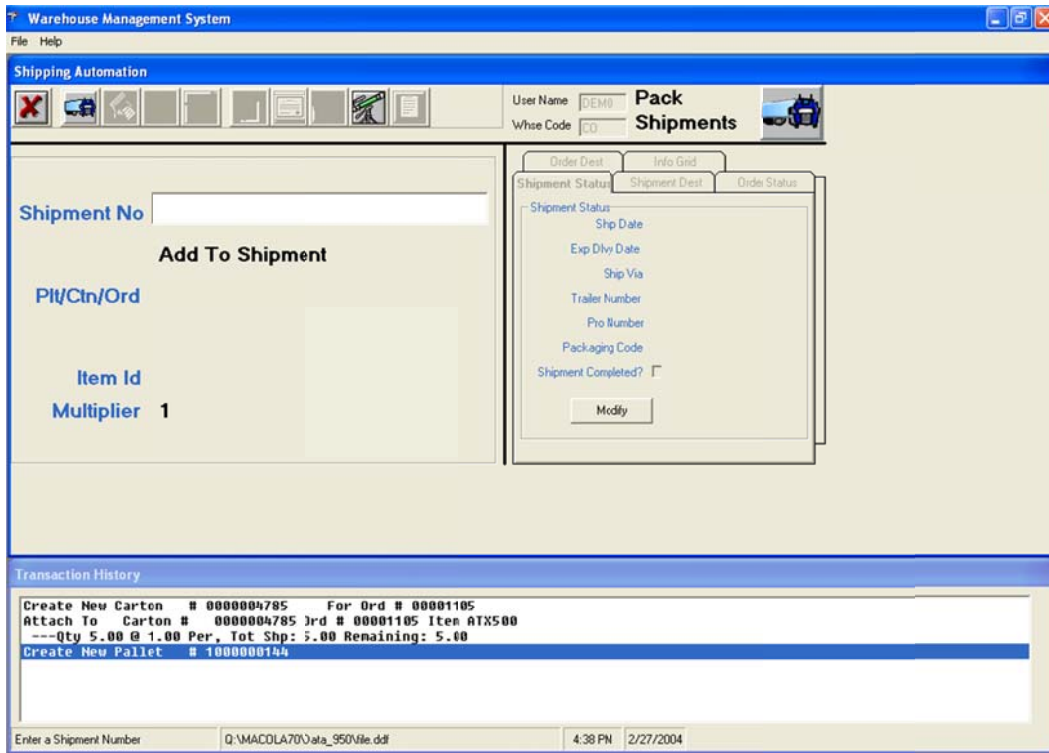 Warehouse Management System
File Help
Shipping Automation
User Name DEMO Pack
Whse Code CO Shipments
Shipment No
Add To Shipment
Plt/Ctn/Ord
Item Id
Multiplier 1
Order Dest Info Grid
Shipment Status Shipment Dest Order Status
Shipment Status
Shp Date
Exp Dlvy Date
Ship Via
Trailer Number
Pro Number
Packaging Code
Shipment Completed?
Modify
Transaction History
Create New Carton # 0000004785 For Ord # 00001105
Attach To Carton # 0000004785 Ord # 00001105 Item ATX500
---Qty 5.00 @ 1.00 Per, Tot Shp: 5.00 Remaining: 5.00
Create New Pallet # 1000000144
Enter a Shipment Number Q:\MACOLA70\Data_950\file.ddf 4:38 PM 2/27/2004